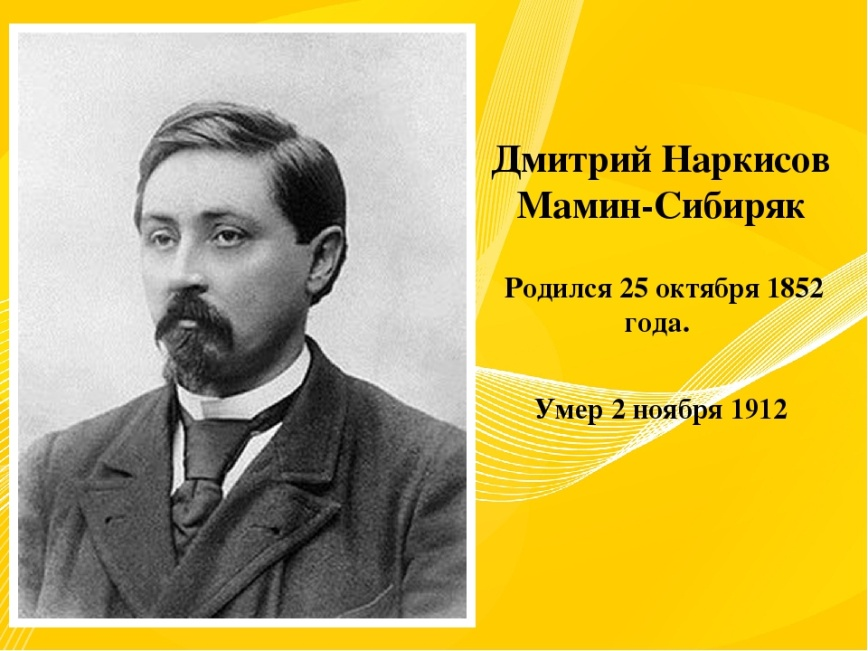 Дмитрий Наркисов
Мамин-Сибиряк
Родился 25 октября 1852
года.
Умер 2 ноября 1912